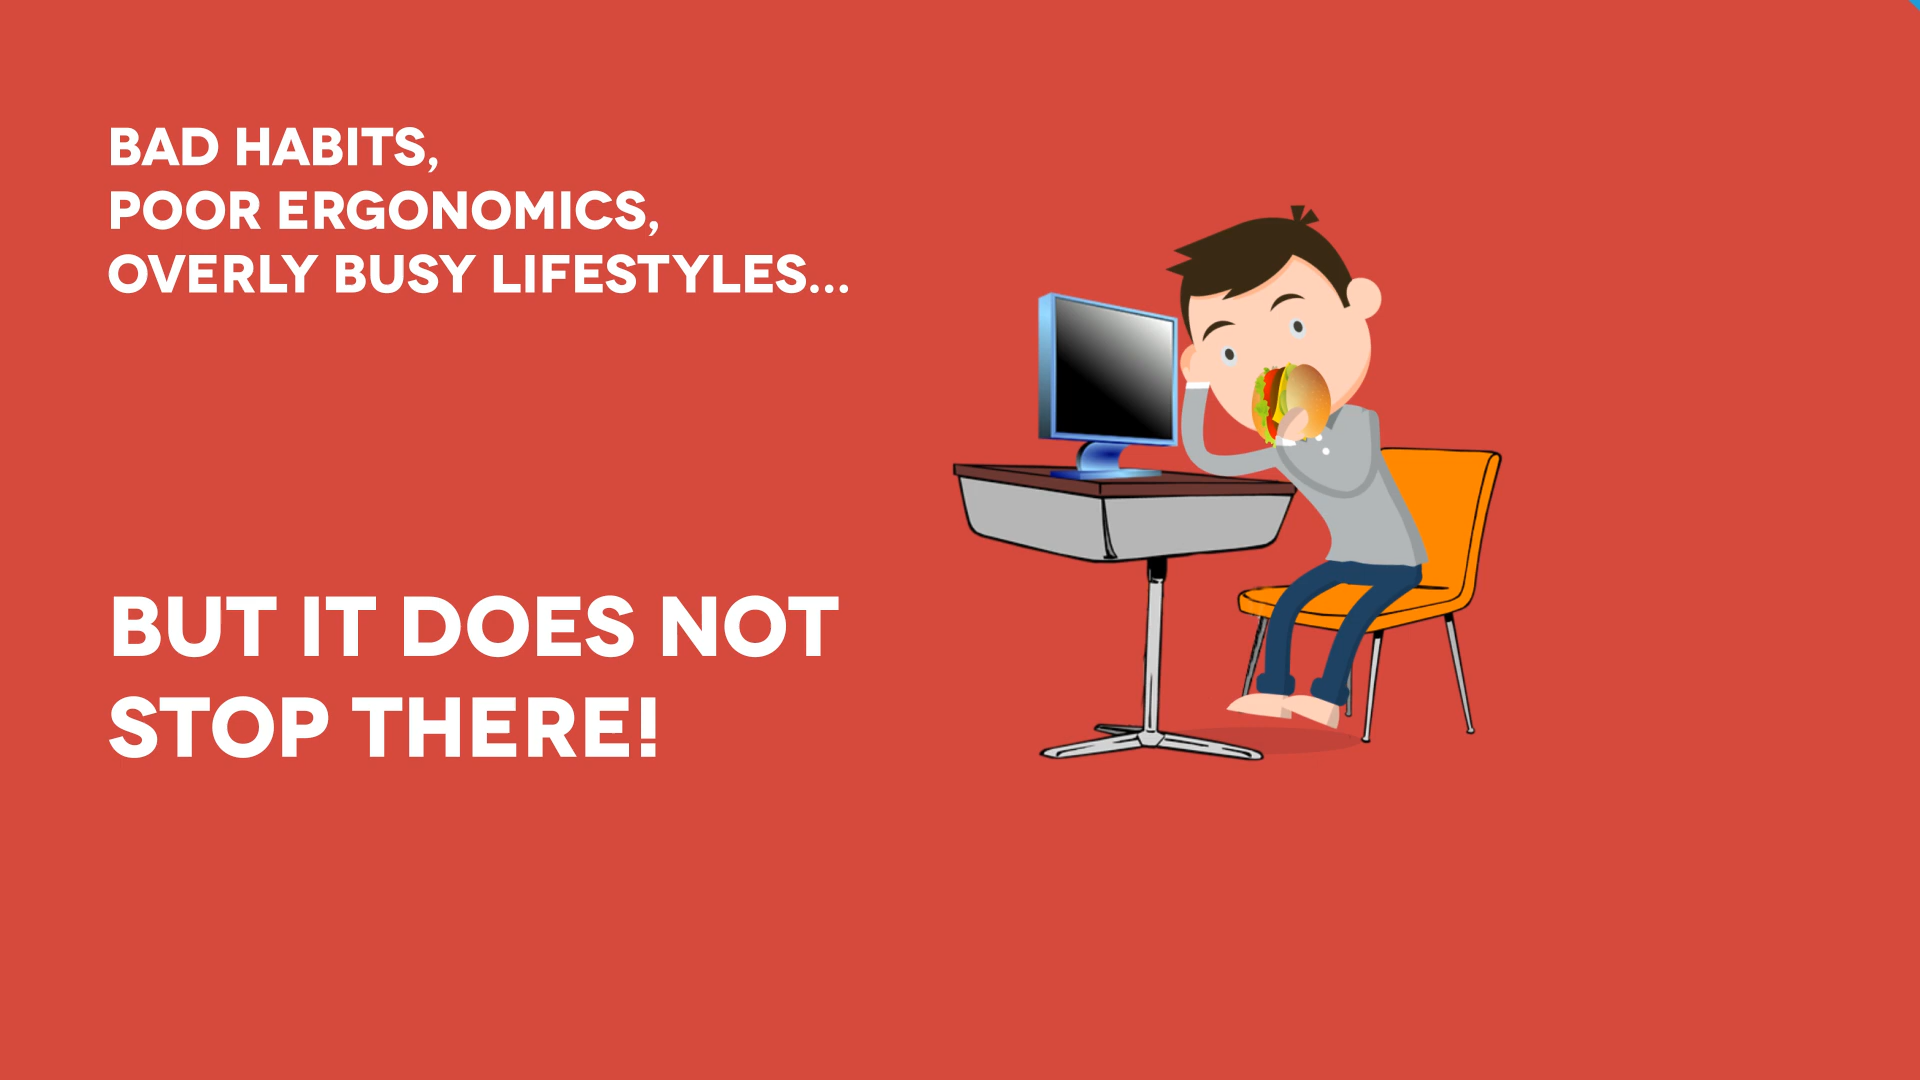 BAD HABITS,
POOR ERGONOMICS,
OVERLY BUSY LIFESTYLES...
BUT IT DOES NOT
STOP THERE!